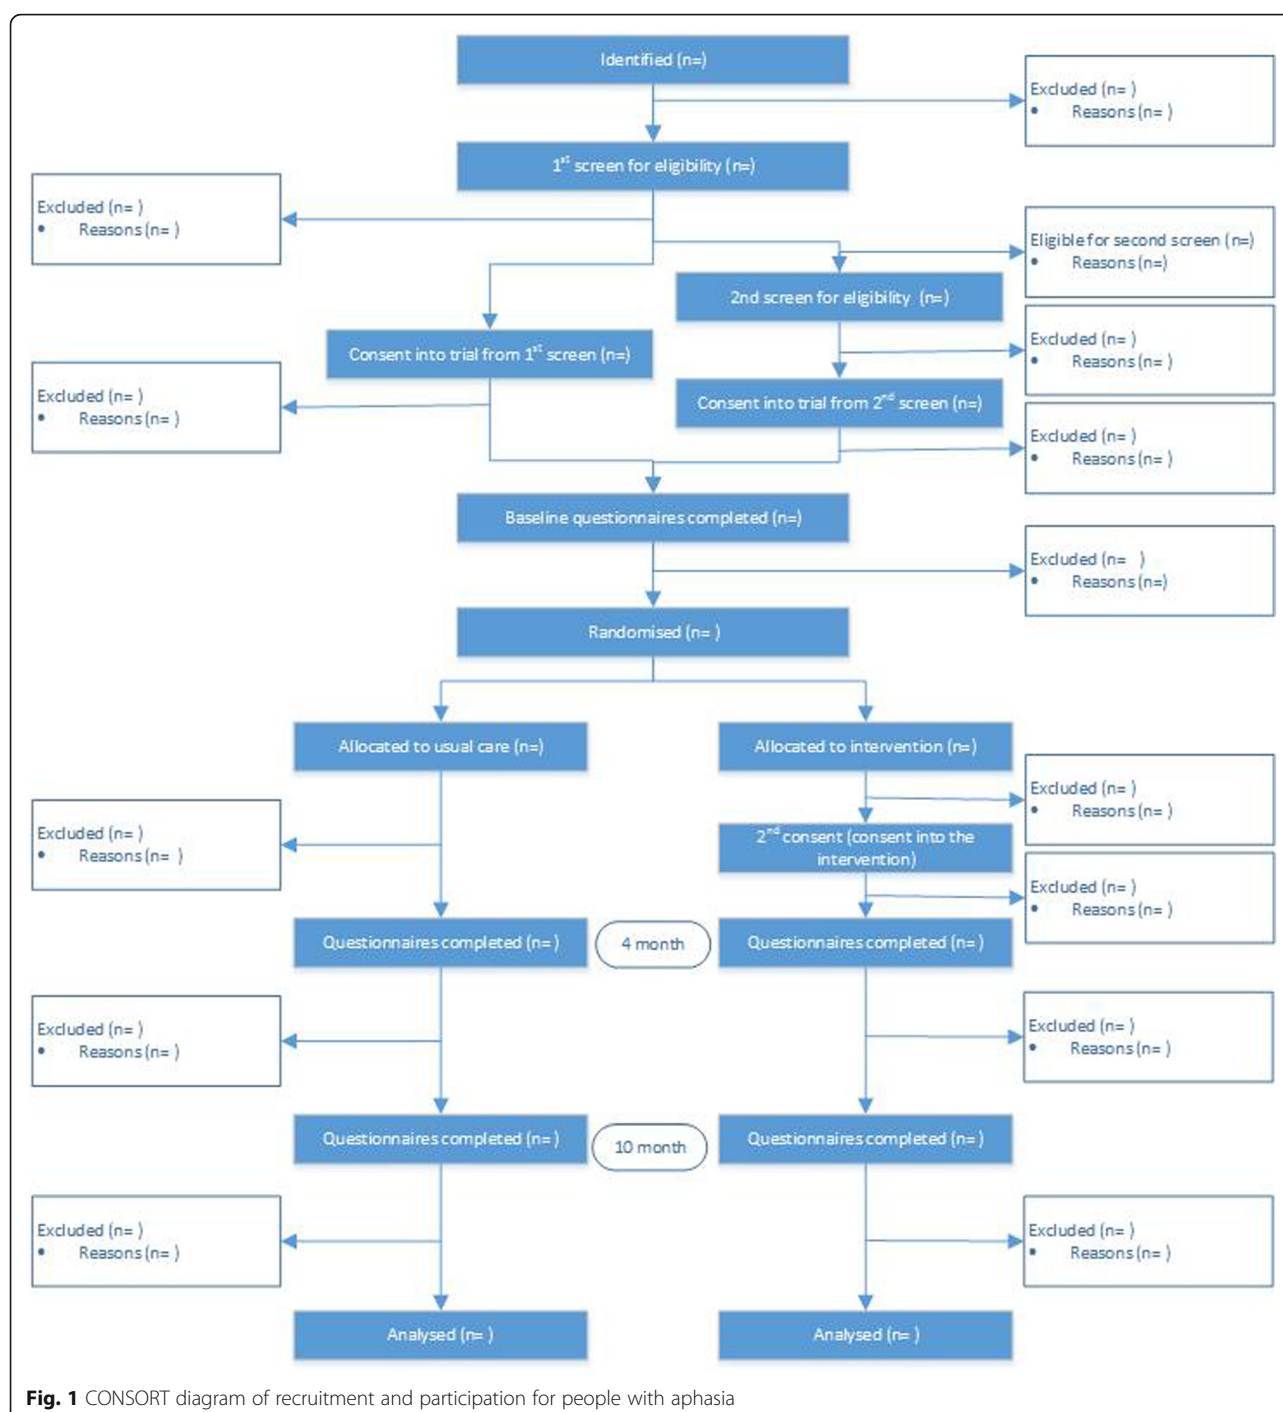 Identified (n=)
Excluded (n= )
• Reasons (n= )
1st screen for eligibility (n=)
Excluded (n= )
• Reasons (n= )
Eligible for second screen (n=)
• Reasons (n=)
2nd screen for eligibility (n=)
Excluded (n= )
• Reasons (n= )
Consent into trial from 1st screen (n=)
Excluded (n= )
• Reasons (n= )
Consent into trial from 2nd screen (n=)
Excluded (n= )
• Reasons (n= )
Baseline questionnaires completed (n=)
Excluded (n= )
• Reasons (n=)
Randomised (n= )
Allocated to usual care (n=)
Allocated to intervention (n=)
Excluded (n= )
• Reasons (n= )
Excluded (n= )
• Reasons (n= )
2nd consent (consent into the
intervention)
Excluded (n= )
• Reasons (n= )
Questionnaires completed (n= )
4 month
Questionnaires completed (n= )
Excluded (n= )
• Reasons (n= )
Excluded (n= )
• Reasons (n= )
Questionnaires completed (n= )
10 month
Questionnaires completed (n= )
Excluded (n= )
• Reasons (n= )
Excluded (n= )
• Reasons (n= )
Analysed (n= )
Analysed (n= )
Fig. 1 CONSORT diagram of recruitment and participation for people with aphasia